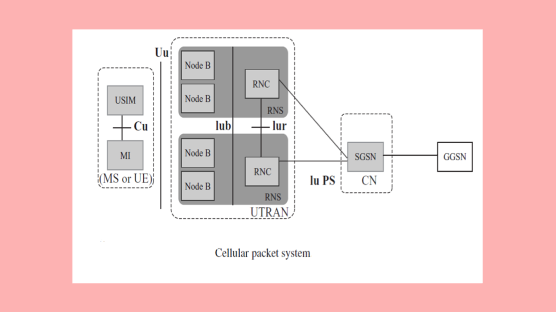 Uu
Node B
Node B
RNC
RNS
USIM
Cu
MI
(MS or UE)
Iub
Iur
Node B
Node B
RNC
RNS
UTRAN
Iu PS
SGSN
CN
GGSN
Cellular packet system